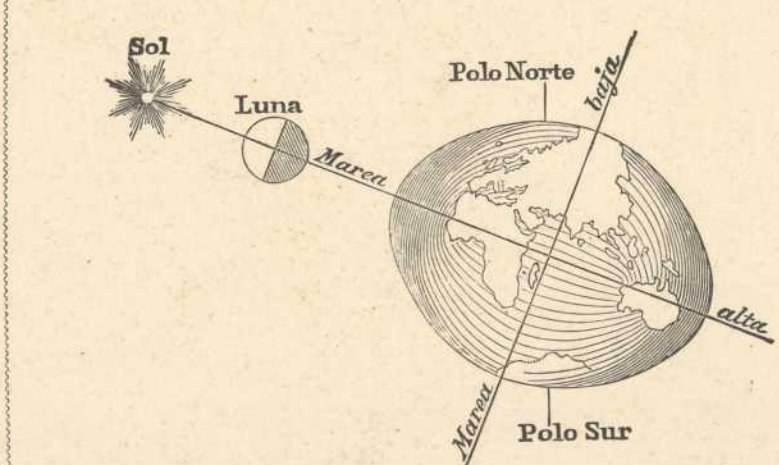 Sol
Luna
Polo Norte
Marea alta
Marea baja
Polo Sur